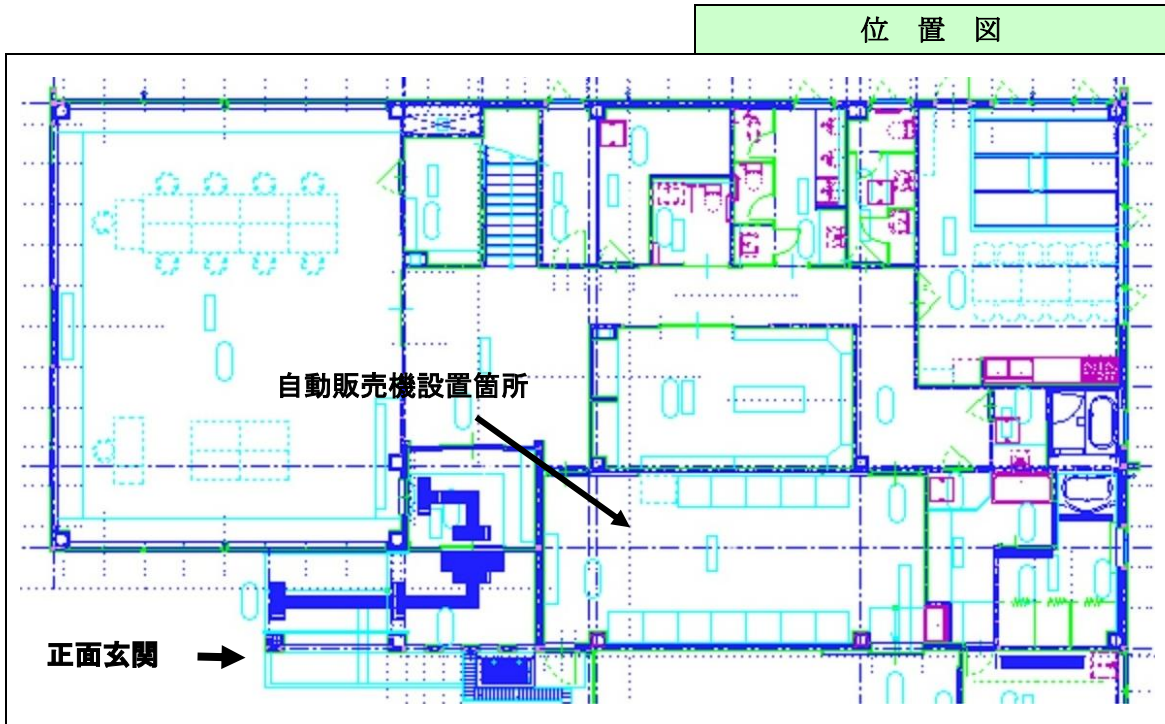 位 置 図
自動販売機設置箇所
正面玄関